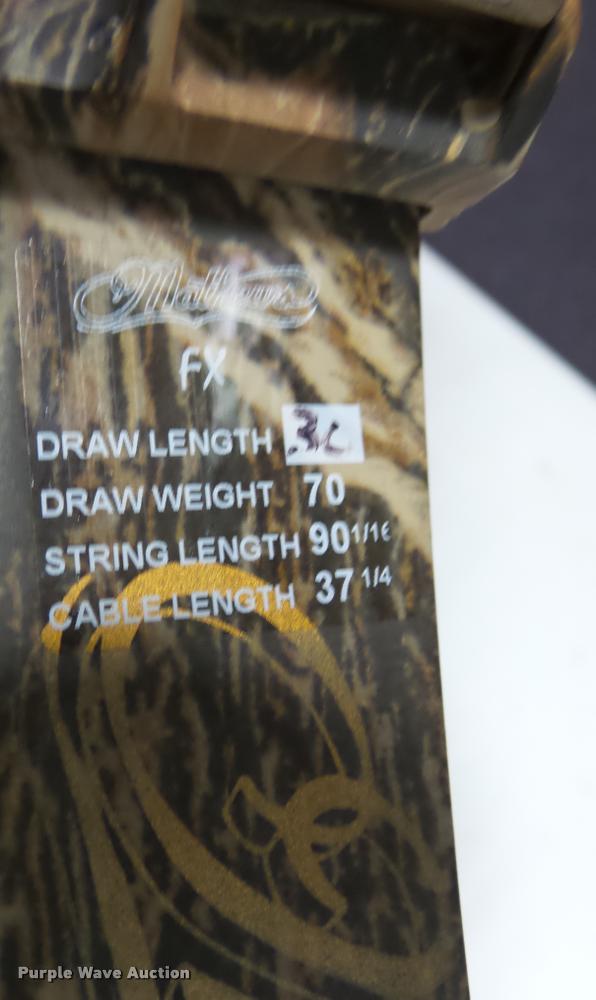 Mathews
FX
DRAW LENGTH
DRAW WEIGHT 70
STRING LENGTH 90 1/16
CABLE LENGTH 37 1/4
Purple Wave Auction